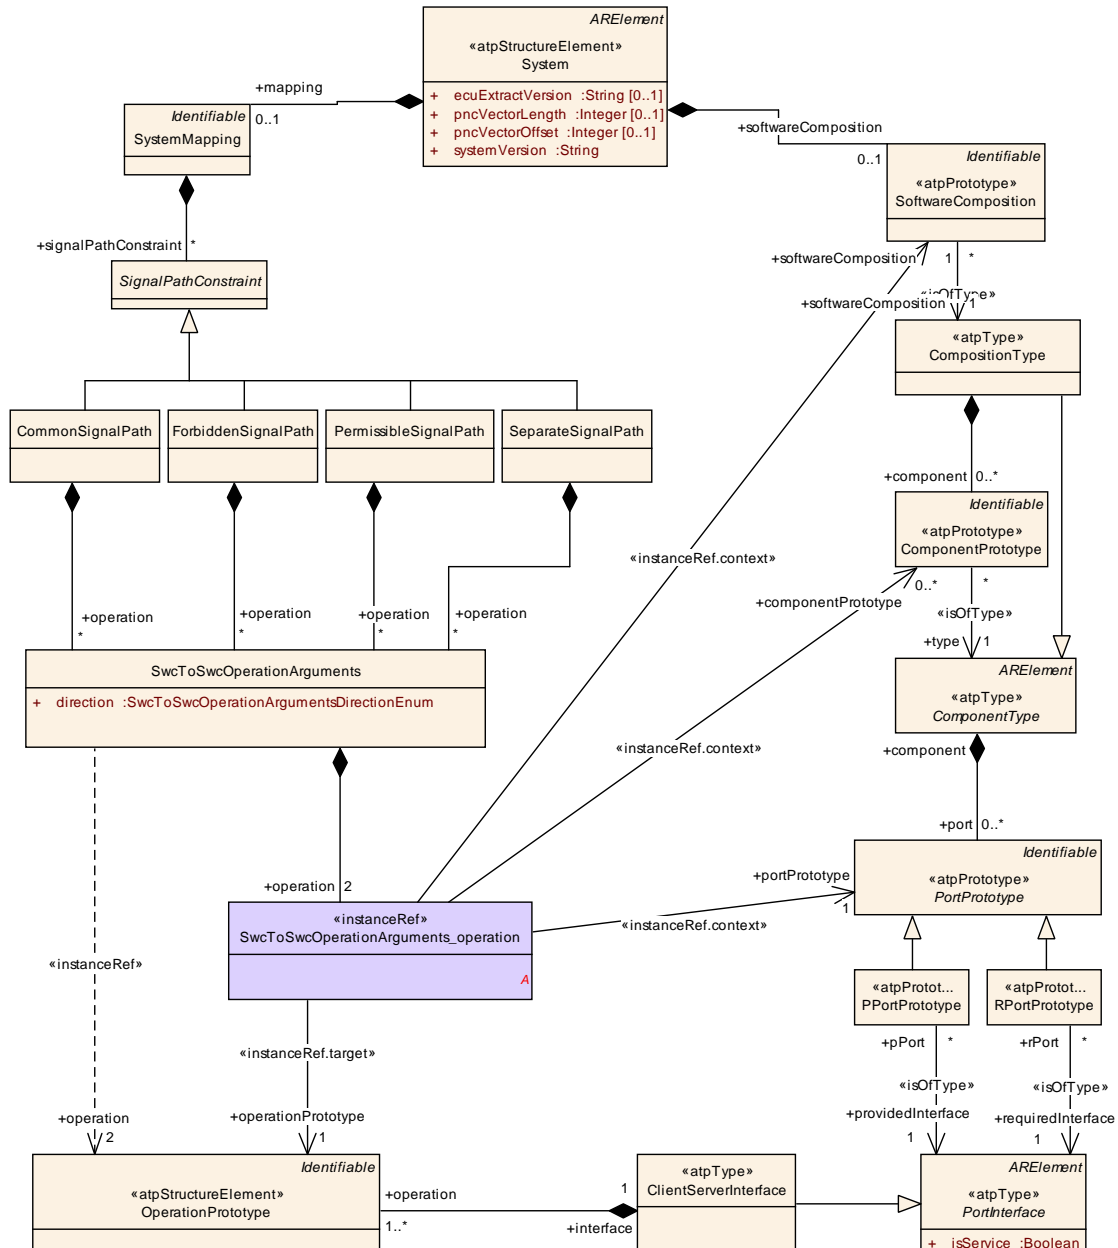 ARElement
«atpStructureElement»
System
+ ecuExtractVersion :String [0..1]
+ pncVectorLength :Integer [0..1]
+ pncVectorOffset :Integer [0..1]
+ systemVersion :String
+mapping
0..1
Identifiable
SystemMapping
+softwareComposition
0..1
Identifiable
«atpPrototype»
SoftwareComposition
+signalPathConstraint
*
SignalPathConstraint
+softwareComposition
1
*
«isOfType»
+softwareComposition
1
«atpType»
CompositionType
CommonSignalPath
ForbiddenSignalPath
PermissibleSignalPath
SeparateSignalPath
+component
0..*
Identifiable
«atpPrototype»
ComponentPrototype
«instanceRef.context»
+componentPrototype
0..*
*
«isOfType»
+type
1
+operation
*
+operation
*
+operation
*
+operation
*
SwcToSwcOperationArguments
+ direction :SwcToSwcOperationArgumentsDirectionEnum
ARElement
«atpType»
ComponentType
«instanceRef.context»
+component
+port
0..*
Identifiable
«atpPrototype»
PortPrototype
+portPrototype
1
«instanceRef.context»
+operation
2
«instanceRef»
SwcToSwcOperationArguments_operation
A
«instanceRef»
«atpProtot...
PPortPrototype
«atpProtot...
RPortPrototype
+pPort
*
+rPort
*
«isOfType»
«isOfType»
+providedInterface
1
+requiredInterface
1
«instanceRef.target»
+operationPrototype
1
+operation
2
Identifiable
«atpStructureElement»
OperationPrototype
+operation
1..*
1
+interface
«atpType»
ClientServerInterface
ARElement
«atpType»
PortInterface
+ isService :Boolean